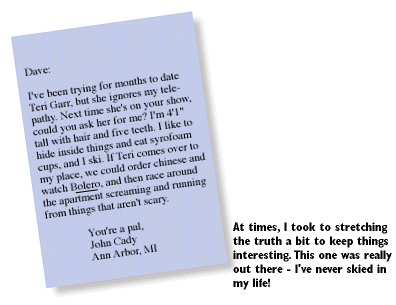 Dave:
I've been trying for months to date
Teri Garr, but she ignores my tele-
pathy. Next time she's on your show,
could you ask her for me? I'm 4'1"
tall with hair and five teeth. I like to
hide inside things and eat syrofoam
cups, and I ski. If Teri comes over to
my place, we could order chinese and
watch Bolero, and then race around
the apartment screaming and running
from things that aren't scary.
You're a pal,
John Cady
Ann Arbor, MI
At times, I took to stretching
the truth a bit to keep things
interesting. This one was really
out there - I've never skied in
my life!